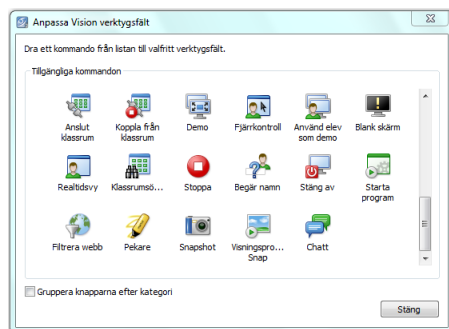 Anpassa Vision verktygsfält
Dra ett kommando från listan till valfritt verktygsfält.
Tillgängliga kommandon
Anslut klassrum
Koppla från klassrum
Demo
Fjärrkontroll
Använd elev som demo
Blank skärm
Realtidsvy
Klassrumsö...
Stoppa
Begär namn
Stäng av
Starta program
Filtrera webb
Pekare
Snapshot
Visningspro... Snap
Chatt
Gruppera knapparna efter kategori
Stäng